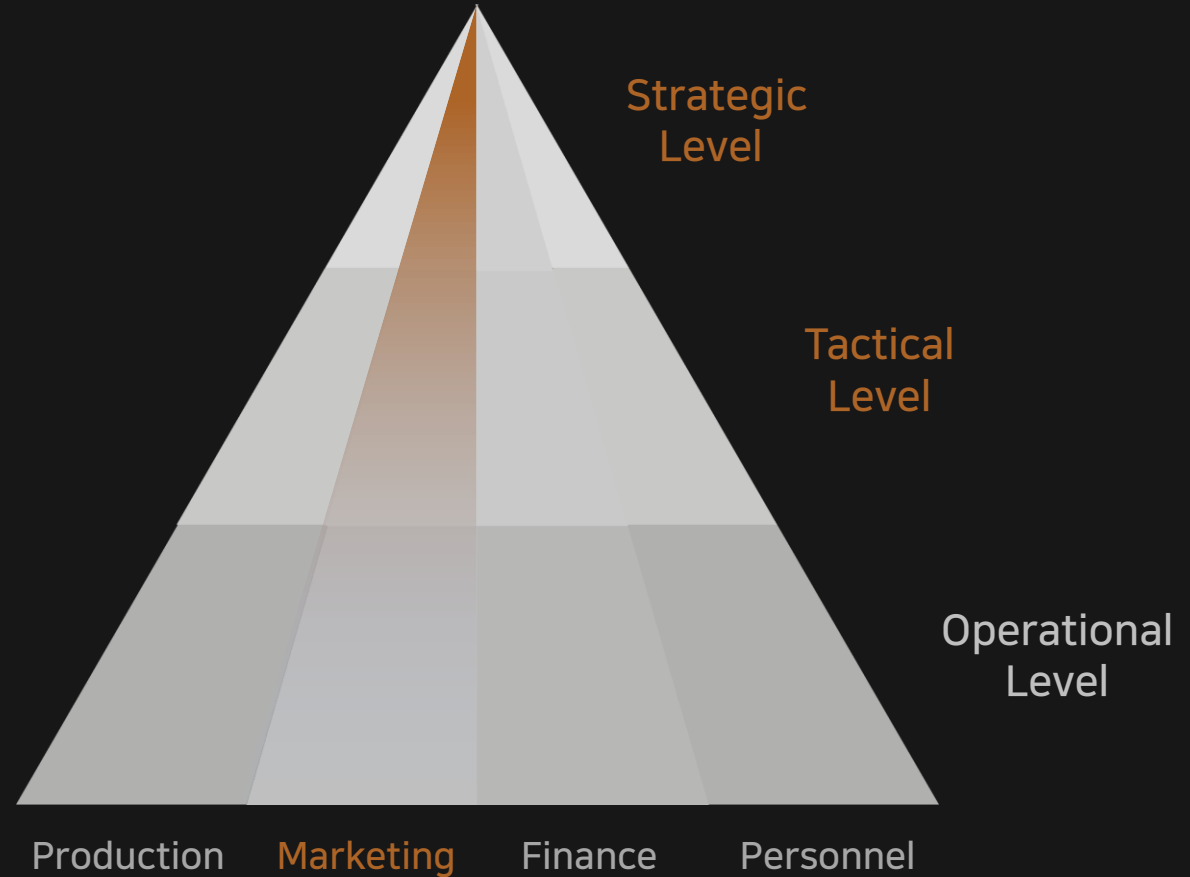 Strategic
Level
Tactical
Level
Operational
Level
Production Marketing Finance Personnel